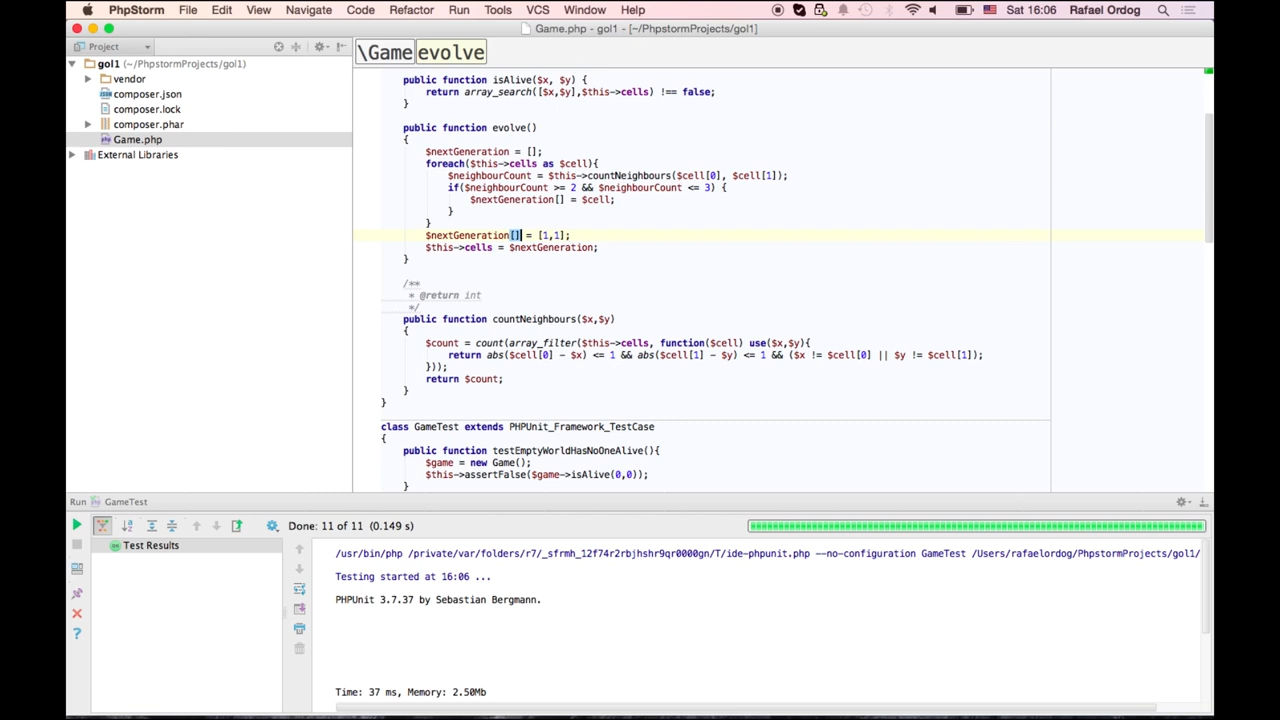 PhpStorm File Edit View Navigate Code Refactor Run Tools VCS Window Help Sat 16:06 Rafael Ordog
Game.php - gol1 - [~/PhpstormProjects/gol1]
Project
\Game evolve
gol1 (~/PhpstormProjects/gol1)
vendor
composer.json
composer.lock
composer.phar
Game.php
External Libraries
public function isAlive($x, $y) {
return array_search([$x,$y],$this->cells) !== false;
}
public function evolve()
{
$nextGeneration = [];
foreach($this->cells as $cell){
$neighbourCount = $this->countNeighbours($cell[0], $cell[1]);
if($neighbourCount >= 2 && $neighbourCount <= 3) {
$nextGeneration[] = $cell;
}
}
$nextGeneration[] = [1,1];
$this->cells = $nextGeneration;
}
/**
* @return int
*/
public function countNeighbours($x,$y)
{
$count = count(array_filter($this->cells, function($cell) use($x,$y){
return abs($cell[0] - $x) <= 1 && abs($cell[1] - $y) <= 1 && ($x != $cell[0] || $y != $cell[1]);
}));
return $count;
}
}
class GameTest extends PHPUnit_Framework_TestCase
{
public function testEmptyWorldHasNoOneAlive(){
$game = new Game();
$this->assertFalse($game->isAlive(0,0));
}
Run GameTest
Done: 11 of 11 (0.149 s)
Test Results
/usr/bin/php /private/var/folders/r7/_sfrmh_12f74r2rbjhshr9qr0000gn/T/ide-phpunit.php --no-configuration GameTest /Users/rafaelordog/PhpstormProjects/gol1/
Testing started at 16:06 ...
PHPUnit 3.7.37 by Sebastian Bergmann.
Time: 37 ms, Memory: 2.50Mb